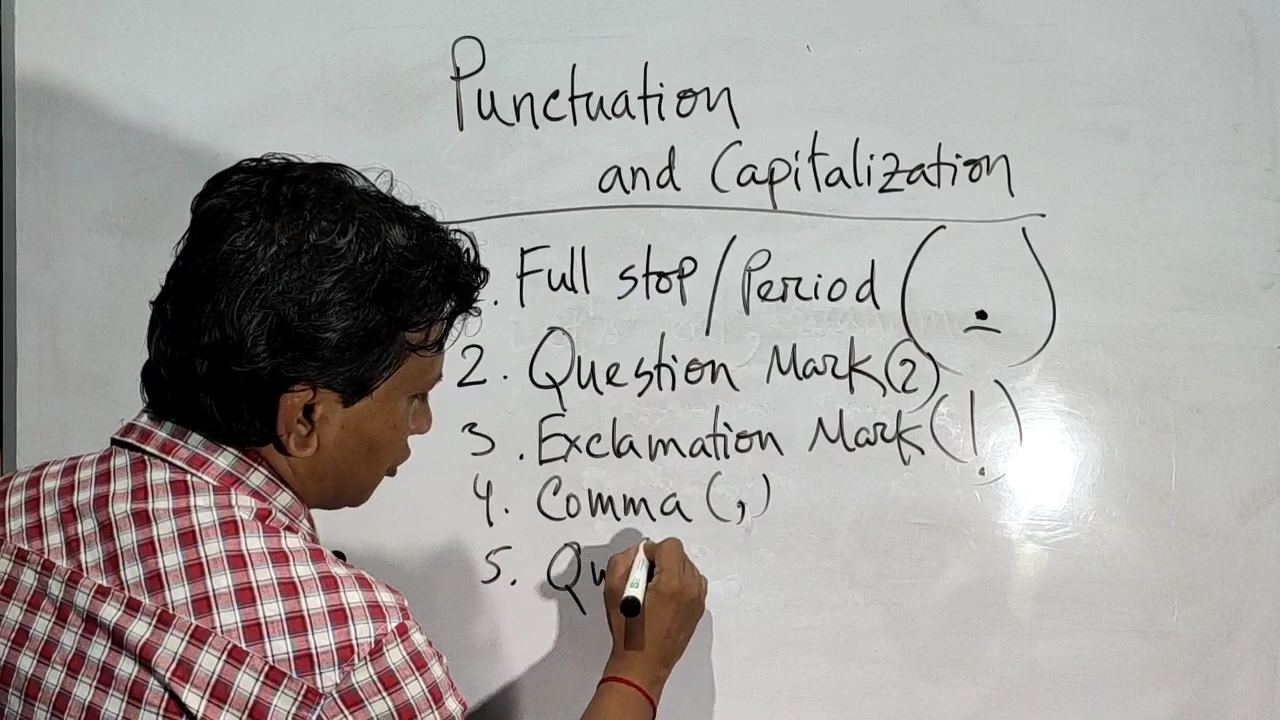 Punctuation
and Capitalization
. Full stop / Period ( . )
2. Question Mark (?)
3. Exclamation Mark (!)
4. Comma (,)
5. Qu